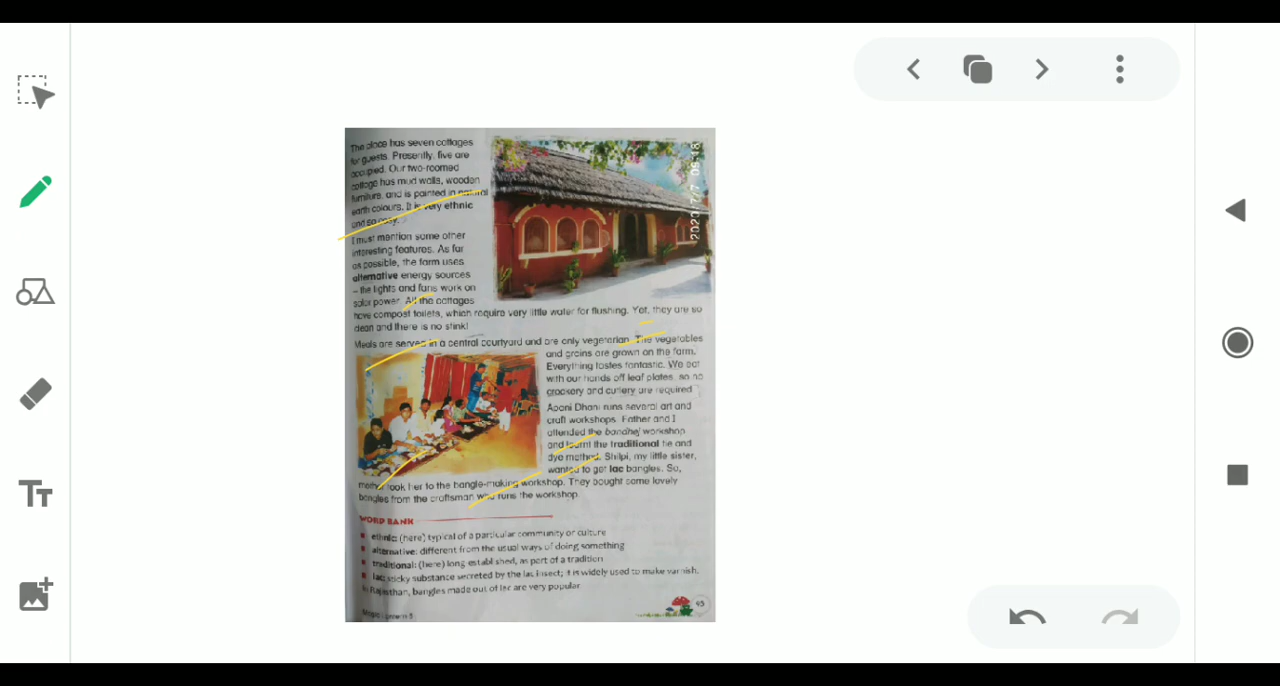 The place has seven cottages
for guests. Presently, five are
occupied. Our two-roomed
cottage has mud walls, wooden
furniture, and is painted in natural
earth colours. It is very ethnic
and so cosy.
I must mention some other
interesting features. As far
as possible, the farm uses
alternative energy sources
– the lights and fans work on
solar power. All the cottages
have compost toilets, which require very little water for flushing. Yet, they are so
clean and there is no stink!
Meals are served in a central courtyard and are only vegetarian. The vegetables
and grains are grown on the farm.
Everything tastes fantastic. We eat
with our hands off leaf plates, so no
crockery and cutlery are required.
Apani Dhani runs several art and
craft workshops. Father and I
attended the bandhej workshop
and learnt the traditional tie and
dye method. Shilpi, my little sister,
wanted to get lac bangles. So,
mother took her to the bangle-making workshop. They bought some lovely
bangles from the craftsman who runs the workshop.
WORD BANK
ethnic: (here) typical of a particular community or culture
alternative: different from the usual ways of doing something
traditional: (here) long established, as part of a tradition
lac: sticky substance secreted by the lac insect; it is widely used to make varnish.
In Rajasthan, bangles made out of lac are very popular
2020/7/7 09:18
TT